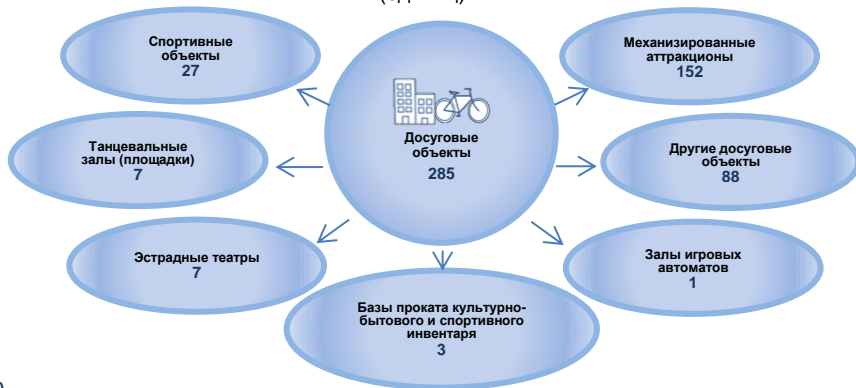 Спортивные
объекты
27
Механизированные
аттракционы
152
Досуговые
объекты
285
Танцевальные
залы (площадки)
7
Другие досуговые
объекты
88
Эстрадные театры
7
Залы игровых
автоматов
1
Базы проката культурно-
бытового и спортивного
инвентаря
3